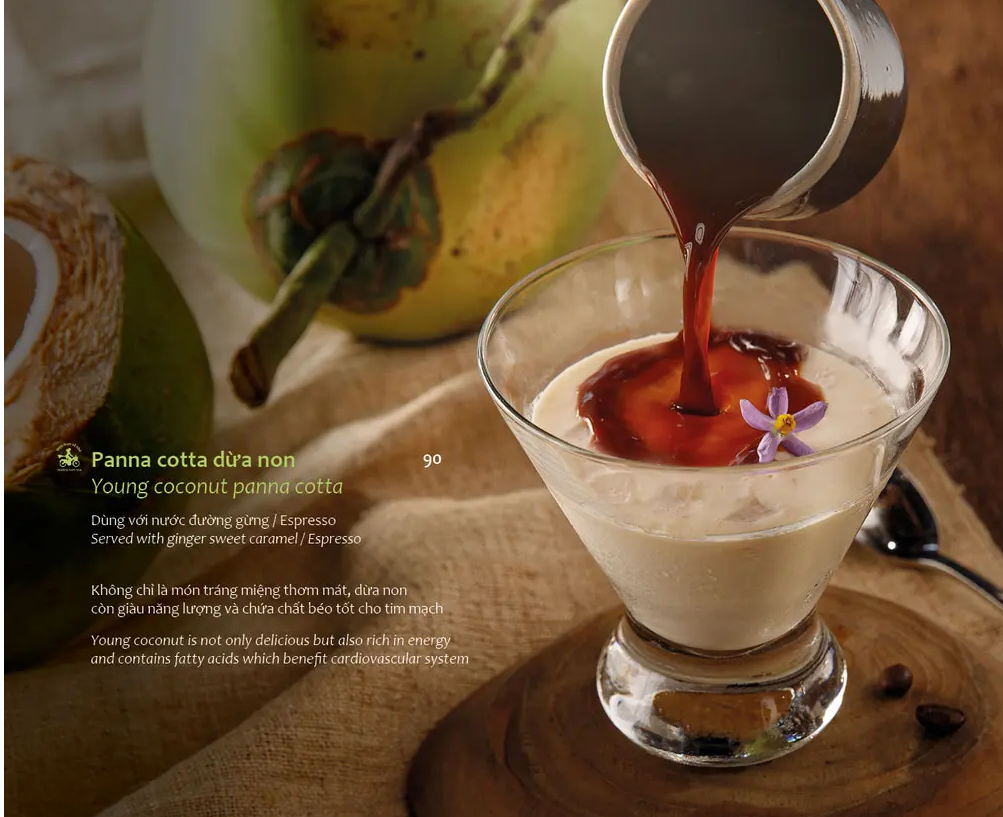 Panna cotta dừa non 90
Young coconut panna cotta
Dùng với nước đường gừng / Espresso
Served with ginger sweet caramel / Espresso
Không chỉ là món tráng miệng thơm mát, dừa non
còn giàu năng lượng và chứa chất béo tốt cho tim mạch
Young coconut is not only delicious but also rich in energy
and contains fatty acids which benefit cardiovascular system